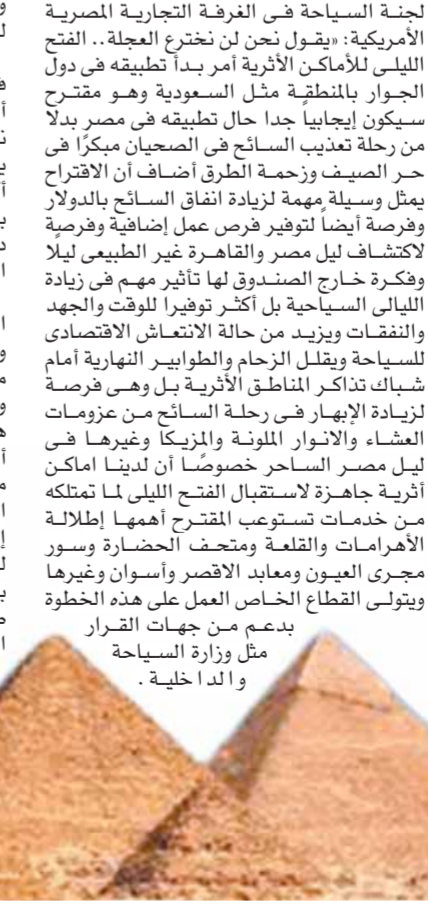 لجنة السياحة فى الغرفة التجارية المصرية
الأمريكية: «يقول نحن لن نخترع العجلة.. الفتح
الليلى للأماكن الأثرية أمر بدأ تطبيقه فى دول
الجوار بالمنطقة مثل السعودية وهو مقترح
سيكون إيجابياً جدا حال تطبيقه فى مصر بدلا
من رحلة تعذيب السائح فى الصحيان مبكرًا فى
حر الصيف وزحمة الطرق أضاف أن الاقتراح
يمثل وسيلة مهمة لزيادة انفاق السائح بالدولار
وفرصة أيضاً لتوفير فرص عمل إضافية وفرصة
لاكتشاف ليل مصر والقاهرة غير الطبيعى ليلًا
وفكرة خارج الصندوق لها تأثير مهم فى زيادة
الليالى السياحية بل أكثر توفيرا للوقت والجهد
والنفقات ويزيد من حالة الانتعاش الاقتصادى
للسياحة ويقلل الزحام والطوابير النهارية أمام
شباك تذاكر المناطق الأثرية بل وهى فرصة
لزيادة الإبهار فى رحلة السائح من عزومات
العشاء والانوار الملونة والمزيكا وغيرها فى
ليل مصر الساحر خصوصًا أن لدينا اماكن
أثرية جاهزة لاستقبال الفتح الليلى لما تمتلكه
من خدمات تستوعب المقترح أهمها إطلالة
الأهرامات والقلعة ومتحف الحضارة وسور
مجرى العيون ومعابد الاقصر وأسوان وغيرها
ويتولى القطاع الخاص العمل على هذه الخطوة
بدعم من جهات القرار
مثل وزارة السياحة
والداخلية .